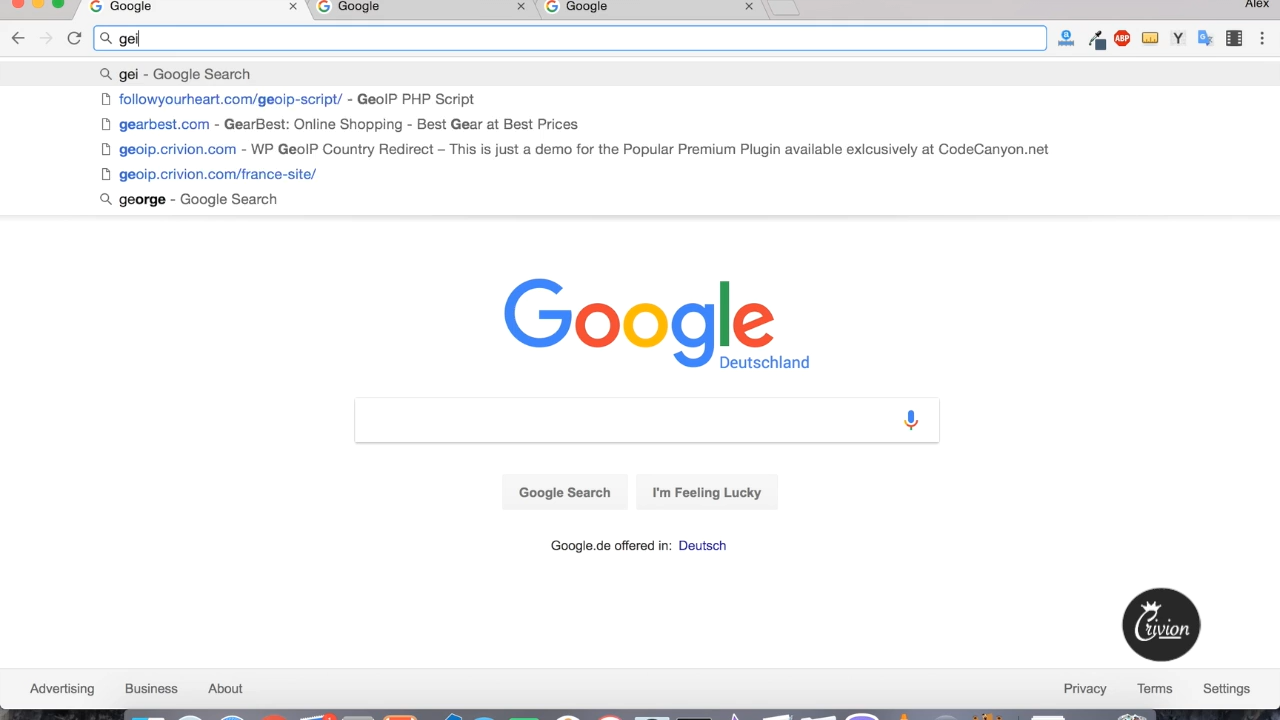 Google
Google
Google
Alex
gei
ABP
Y
gei - Google Search
followyourheart.com/geoip-script/ - GeoIP PHP Script
gearbest.com - GearBest: Online Shopping - Best Gear at Best Prices
geoip.crivion.com - WP GeoIP Country Redirect – This is just a demo for the Popular Premium Plugin available exlcusively at CodeCanyon.net
geoip.crivion.com/france-site/
george - Google Search
Google
Deutschland
Google Search
I'm Feeling Lucky
Google.de offered in: Deutsch
Crivion
Advertising
Business
About
Privacy
Terms
Settings